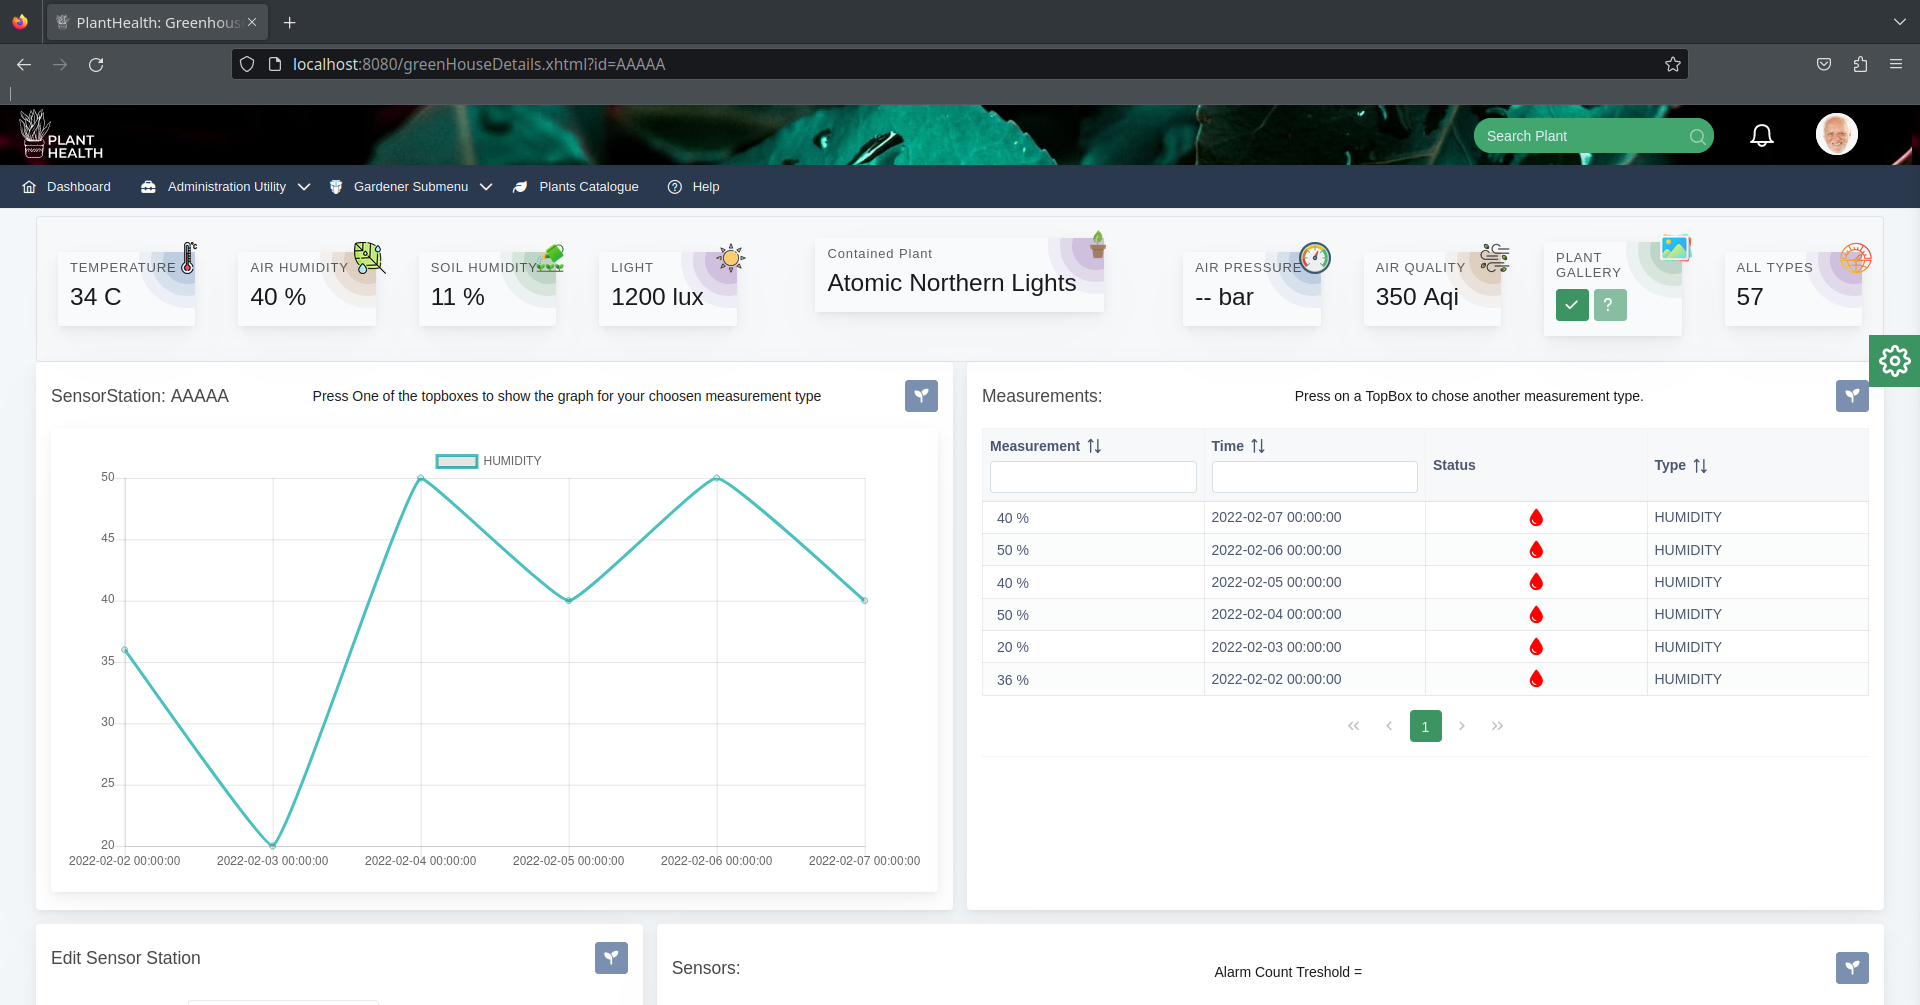 PlantHealth: Greenhous
localhost:8080/greenHouseDetails.xhtml?id=AAAAA
PLANT
HEALTH
Search Plant
Dashboard
Administration Utility
Gardener Submenu
Plants Catalogue
Help
TEMPERATURE
34 C
°C
AIR HUMIDITY
40 %
SOIL HUMIDITY
11 %
LIGHT
1200 lux
Contained Plant
Atomic Northern Lights
AIR PRESSURE
-- bar
AIR QUALITY
350 Aqi
PLANT
GALLERY
?
ALL TYPES
57
SensorStation: AAAAA
Press One of the topboxes to show the graph for your choosen measurement type
HUMIDITY
50
45
40
35
30
25
20
2022-02-02 00:00:00
2022-02-03 00:00:00
2022-02-04 00:00:00
2022-02-05 00:00:00
2022-02-06 00:00:00
2022-02-07 00:00:00
Measurements:
Press on a TopBox to chose another measurement type.
Measurement
Time
Status
Type
40 % 2022-02-07 00:00:00 HUMIDITY
50 % 2022-02-06 00:00:00 HUMIDITY
40 % 2022-02-05 00:00:00 HUMIDITY
50 % 2022-02-04 00:00:00 HUMIDITY
20 % 2022-02-03 00:00:00 HUMIDITY
36 % 2022-02-02 00:00:00 HUMIDITY
1
Edit Sensor Station
Sensors:
Alarm Count Treshold =